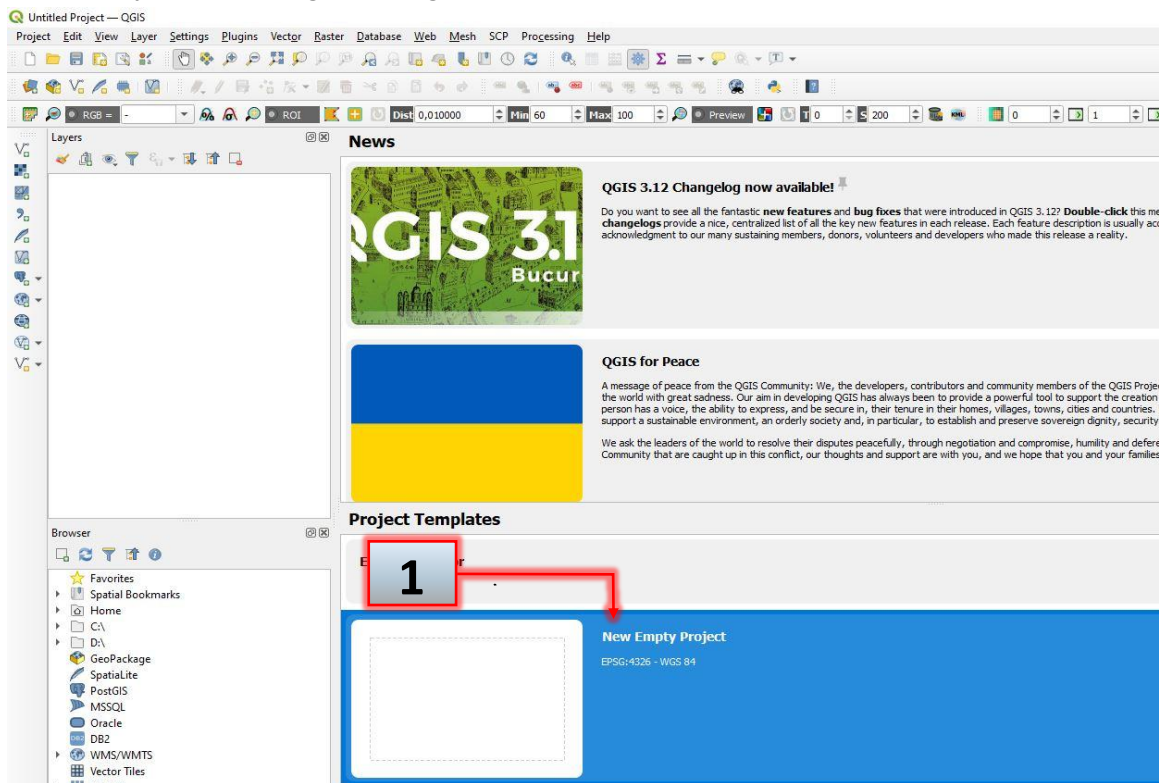 Untitled Project — QGIS
Project Edit View Layer Settings Plugins Vector Raster Database Web Mesh SCP Processing Help
RGB = - ROI Dist 0,010000 Min 60 Max 100 Preview T 0 S 200 0 1
Layers
News
QGIS 3.1
Bucur
QGIS 3.12 Changelog now available!
Do you want to see all the fantastic new features and bug fixes that were introduced in QGIS 3.12? Double-click this me
changelogs provide a nice, centralized list of all the key new features in each release. Each feature description is usually acc
acknowledgment to our many sustaining members, donors, volunteers and developers who made this release a reality.
QGIS for Peace
A message of peace from the QGIS Community: We, the developers, contributors and community members of the QGIS Projec
the world with great sadness. Our aim in developing QGIS has always been to provide a powerful tool to support the creation
person has a voice, the ability to express, and be secure in, their tenure in their homes, villages, towns, cities and countries.
support a sustainable environment, an orderly society and, in particular, to establish and preserve sovereign dignity, security
We ask the leaders of the world to resolve their disputes peacefully, through negotiation and compromise, humility and defere
Community that are caught up in this conflict, our thoughts and support are with you, and we hope that you and your families
Browser
Favorites
Spatial Bookmarks
Home
C:\
D:\
GeoPackage
SpatiaLite
PostGIS
MSSQL
Oracle
DB2
WMS/WMTS
Vector Tiles
Project Templates
1
New Empty Project
EPSG:4326 - WGS 84